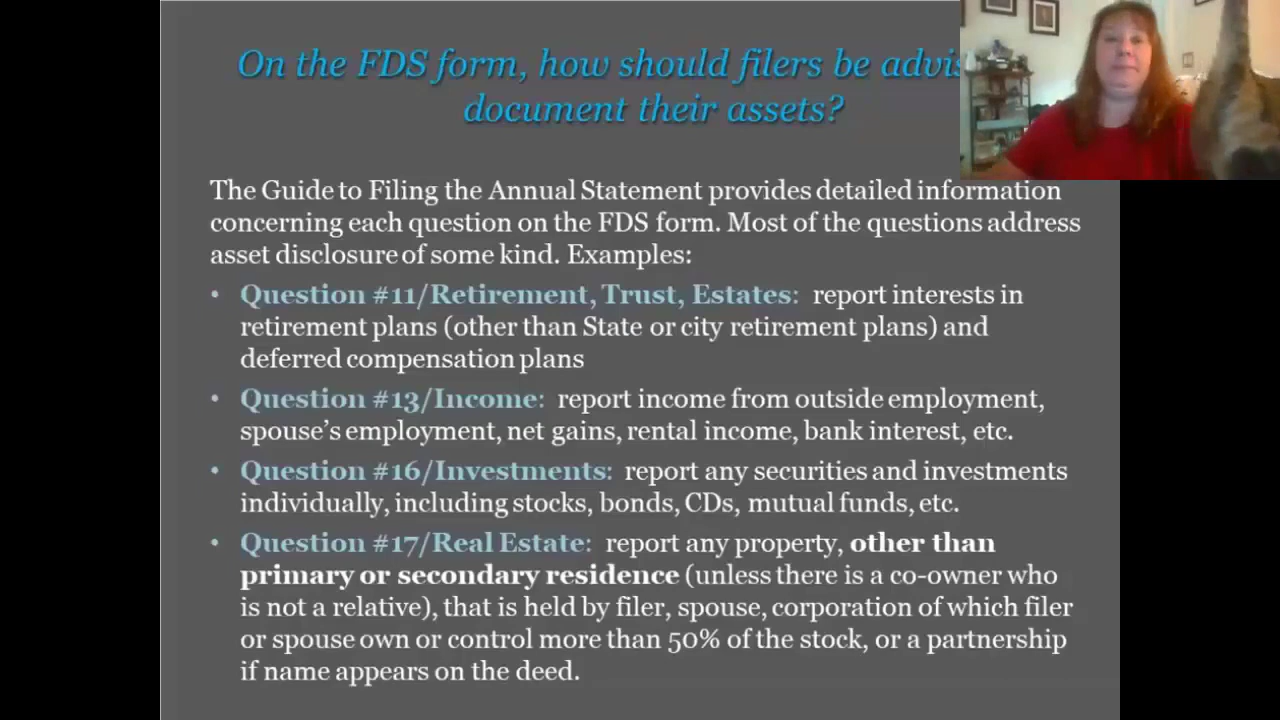 On the FDS form, how should filers be
document their assets?
The Guide to Filing the Annual Statement provides detailed information
concerning each question on the FDS form. Most of the questions address
asset disclosure of some kind. Examples:
• Question #11/Retirement, Trust, Estates: report interests in
retirement plans (other than State or city retirement plans) and
deferred compensation plans
• Question #13/Income: report income from outside employment,
spouse's employment, net gains, rental income, bank interest, etc.
• Question #16/Investments: report any securities and investments
individually, including stocks, bonds, CDs, mutual funds, etc.
• Question #17/Real Estate: report any property, other than
primary or secondary residence (unless there is a co-owner who
is not a relative), that is held by filer, spouse, corporation of which filer
or spouse own or control more than 50% of the stock, or a partnership
if name appears on the deed.